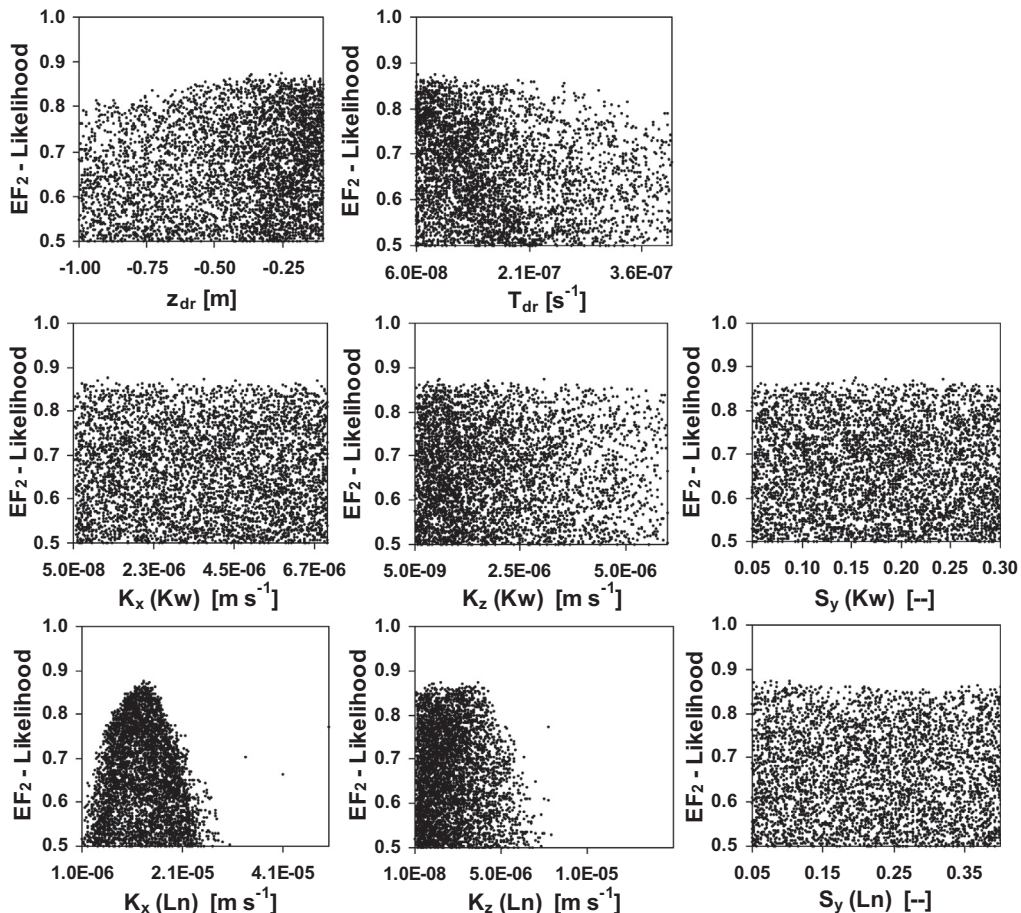 EF₂ - Likelihood
1.0
0.9
0.8
0.7
0.6
0.5
-1.00 -0.75 -0.50 -0.25
z_dr [m]
EF₂ - Likelihood
1.0
0.9
0.8
0.7
0.6
0.5
6.0E-08 2.1E-07 3.6E-07
T_dr [s⁻¹]
EF₂ - Likelihood
1.0
0.9
0.8
0.7
0.6
0.5
5.0E-08 2.3E-06 4.5E-06 6.7E-06
K_x (Kw) [m s⁻¹]
EF₂ - Likelihood
1.0
0.9
0.8
0.7
0.6
0.5
5.0E-09 2.5E-06 5.0E-06
K_z (Kw) [m s⁻¹]
EF₂ - Likelihood
1.0
0.9
0.8
0.7
0.6
0.5
0.05 0.10 0.15 0.20 0.25 0.30
S_y (Kw) [--]
EF₂ - Likelihood
1.0
0.9
0.8
0.7
0.6
0.5
1.0E-06 2.1E-05 4.1E-05
K_x (Ln) [m s⁻¹]
EF₂ - Likelihood
1.0
0.9
0.8
0.7
0.6
0.5
1.0E-08 5.0E-06 1.0E-05
K_z (Ln) [m s⁻¹]
EF₂ - Likelihood
1.0
0.9
0.8
0.7
0.6
0.5
0.05 0.15 0.25 0.35
S_y (Ln) [--]